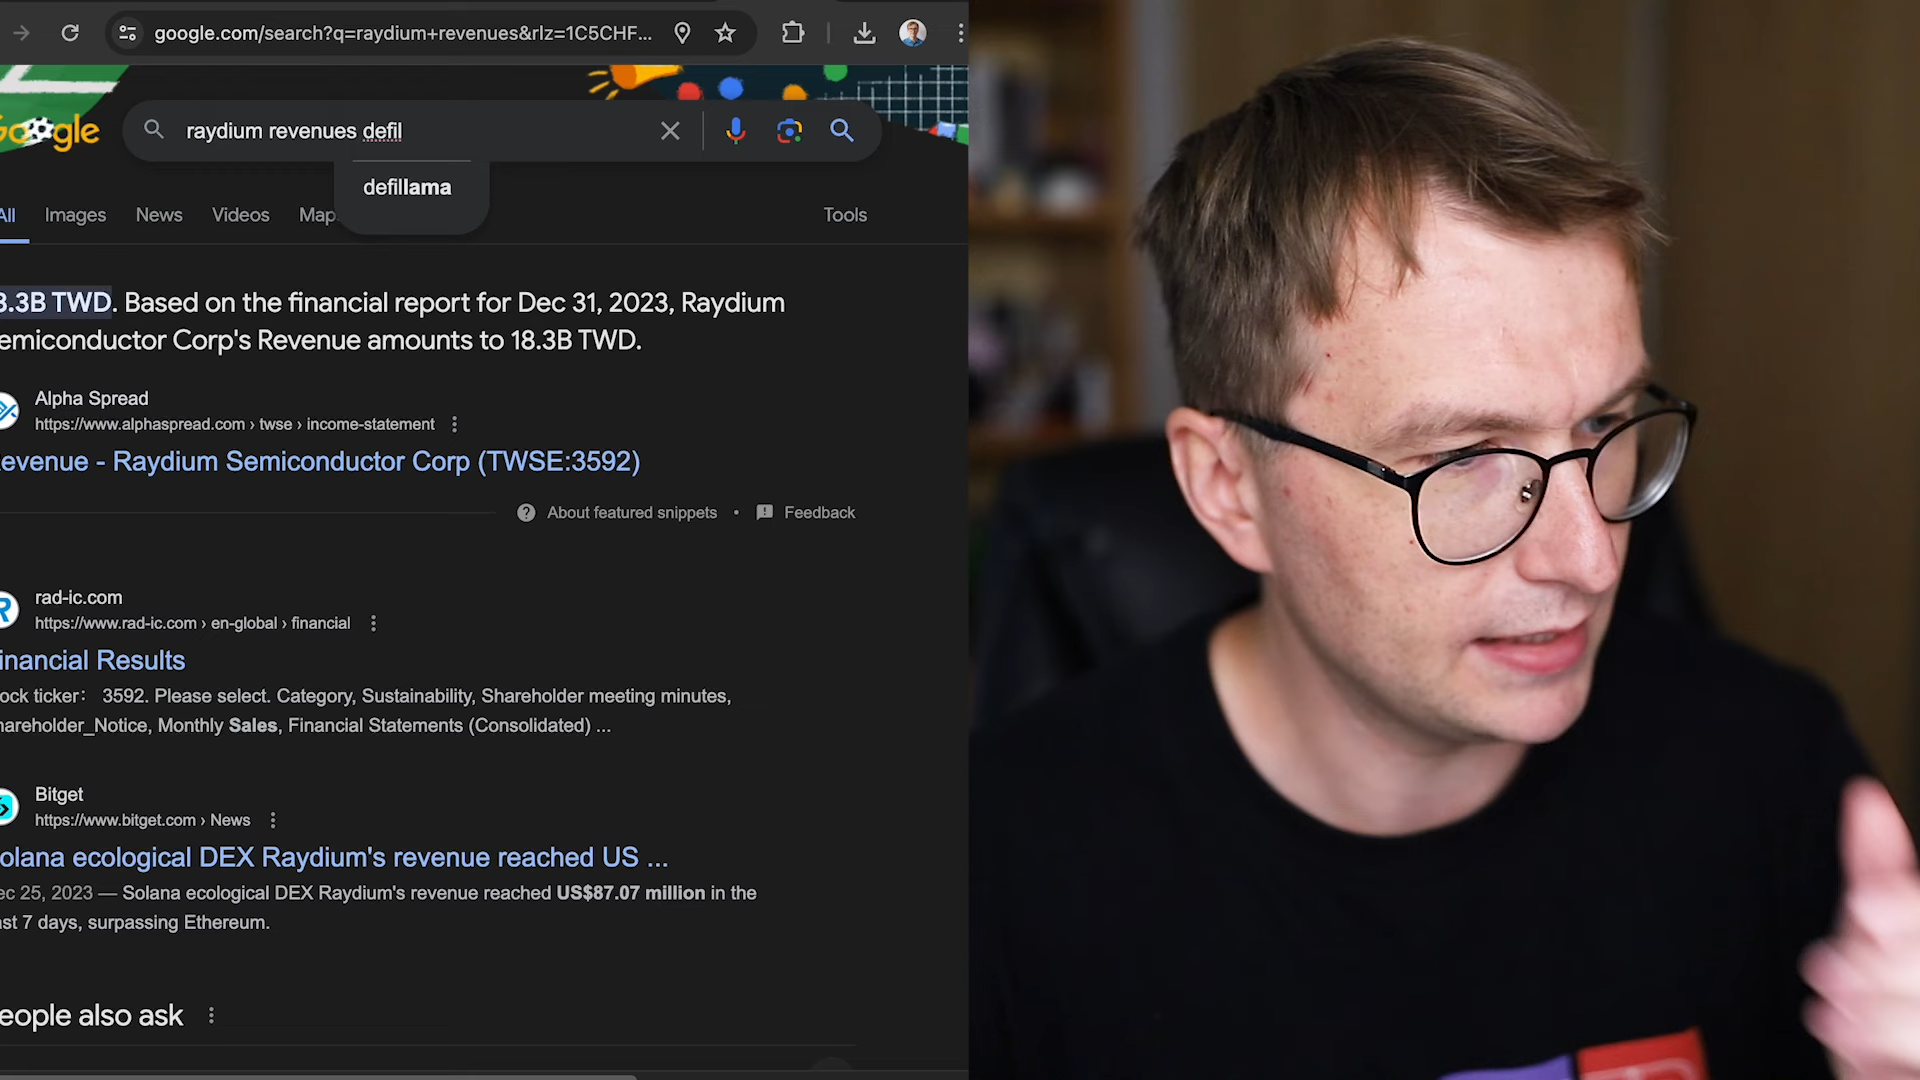 google.com/search?q=raydium+revenues&rlz=1C5CHF...
Google
raydium revenues defil
defillama
All Images News Videos Map Tools
8.3B TWD. Based on the financial report for Dec 31, 2023, Raydium
emiconductor Corp's Revenue amounts to 18.3B TWD.
Alpha Spread
https://www.alphaspread.com › twse › income-statement
evenue - Raydium Semiconductor Corp (TWSE:3592)
About featured snippets • Feedback
rad-ic.com
https://www.rad-ic.com › en-global › financial
inancial Results
ock ticker： 3592. Please select. Category, Sustainability, Shareholder meeting minutes,
hareholder_Notice, Monthly Sales, Financial Statements (Consolidated) ...
Bitget
https://www.bitget.com › News
olana ecological DEX Raydium's revenue reached US ...
ec 25, 2023 — Solana ecological DEX Raydium's revenue reached US$87.07 million in the
ast 7 days, surpassing Ethereum.
eople also ask